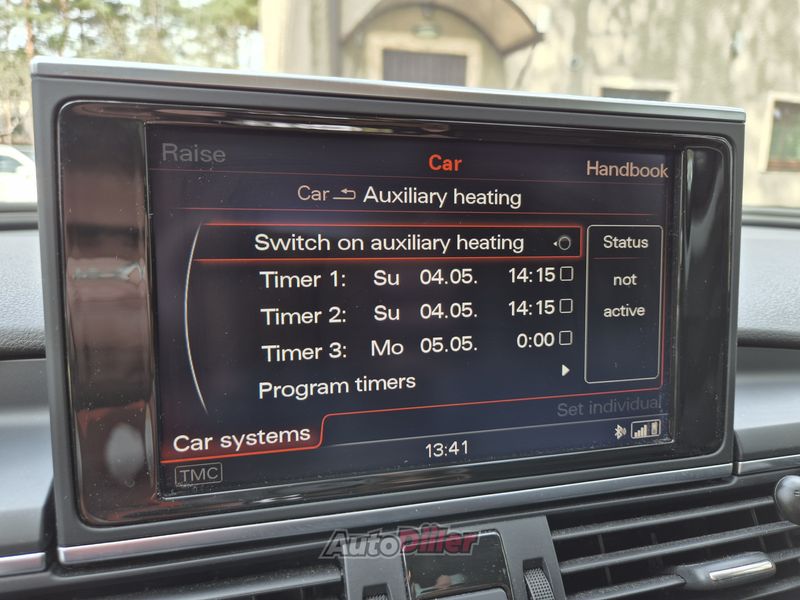 Raise Car Handbook
Car Auxiliary heating
Switch on auxiliary heating
Timer 1: Su 04.05. 14:15
Timer 2: Su 04.05. 14:15
Timer 3: Mo 05.05. 0:00
Program timers
Status
not
active
Set individual
Car systems
TMC 13:41
AutoDiller